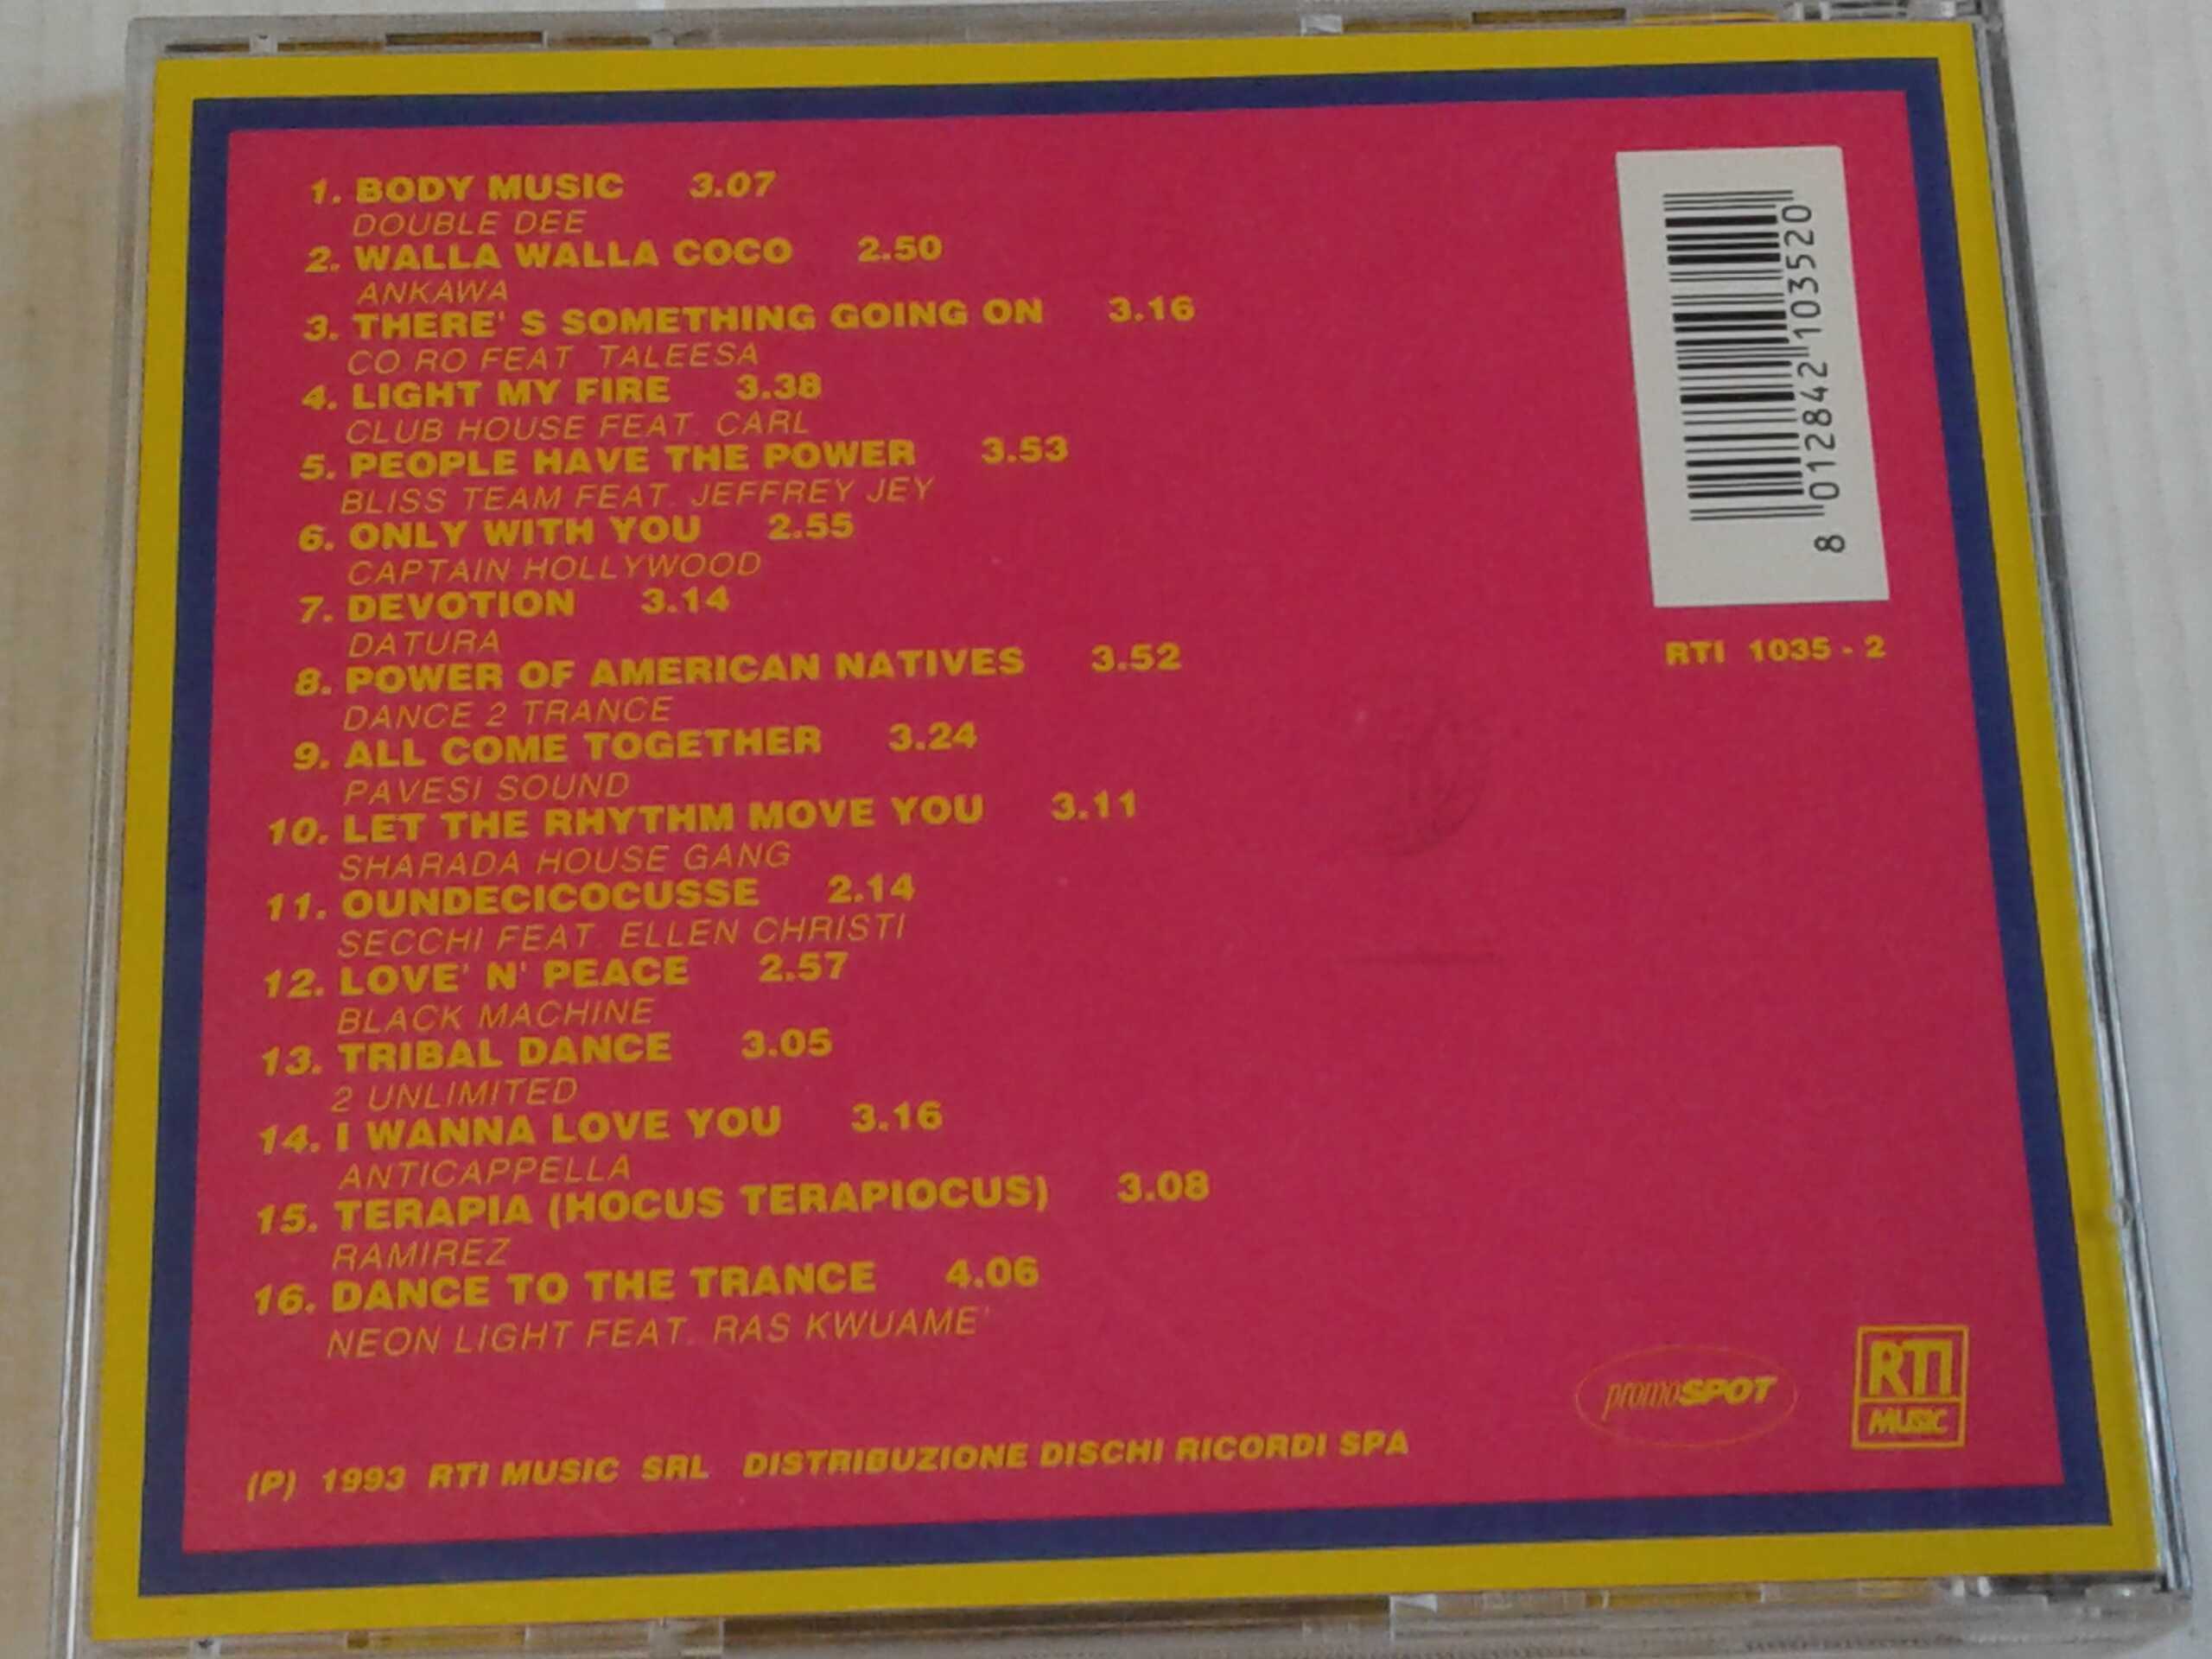 1. BODY MUSIC 3.07
DOUBLE DEE
2. WALLA WALLA COCO 2.50
ANKAWA
3. THERE' S SOMETHING GOING ON 3.16
CO RO FEAT. TALEESA
4. LIGHT MY FIRE 3.38
CLUB HOUSE FEAT. CARL
5. PEOPLE HAVE THE POWER 3.53
BLISS TEAM FEAT. JEFFREY JEY
6. ONLY WITH YOU 2.55
CAPTAIN HOLLYWOOD
7. DEVOTION 3.14
DATURA
8. POWER OF AMERICAN NATIVES 3.52
DANCE 2 TRANCE
9. ALL COME TOGETHER 3.24
PAVESI SOUND
10. LET THE RHYTHM MOVE YOU 3.11
SHARADA HOUSE GANG
11. OUNDECICOCUSSE 2.14
SECCHI FEAT. ELLEN CHRISTI
12. LOVE' N' PEACE 2.57
BLACK MACHINE
13. TRIBAL DANCE 3.05
2 UNLIMITED
14. I WANNA LOVE YOU 3.16
ANTICAPPELLA
15. TERAPIA (HOCUS TERAPIOCUS) 3.08
RAMIREZ
16. DANCE TO THE TRANCE 4.06
NEON LIGHT FEAT. RAS KWUAME'
(P) 1993 RTI MUSIC SRL DISTRIBUZIONE DISCHI RICORDI SPA
8 012842 103520
RTI 1035 - 2
promoSPOT
RTI
MUSIC